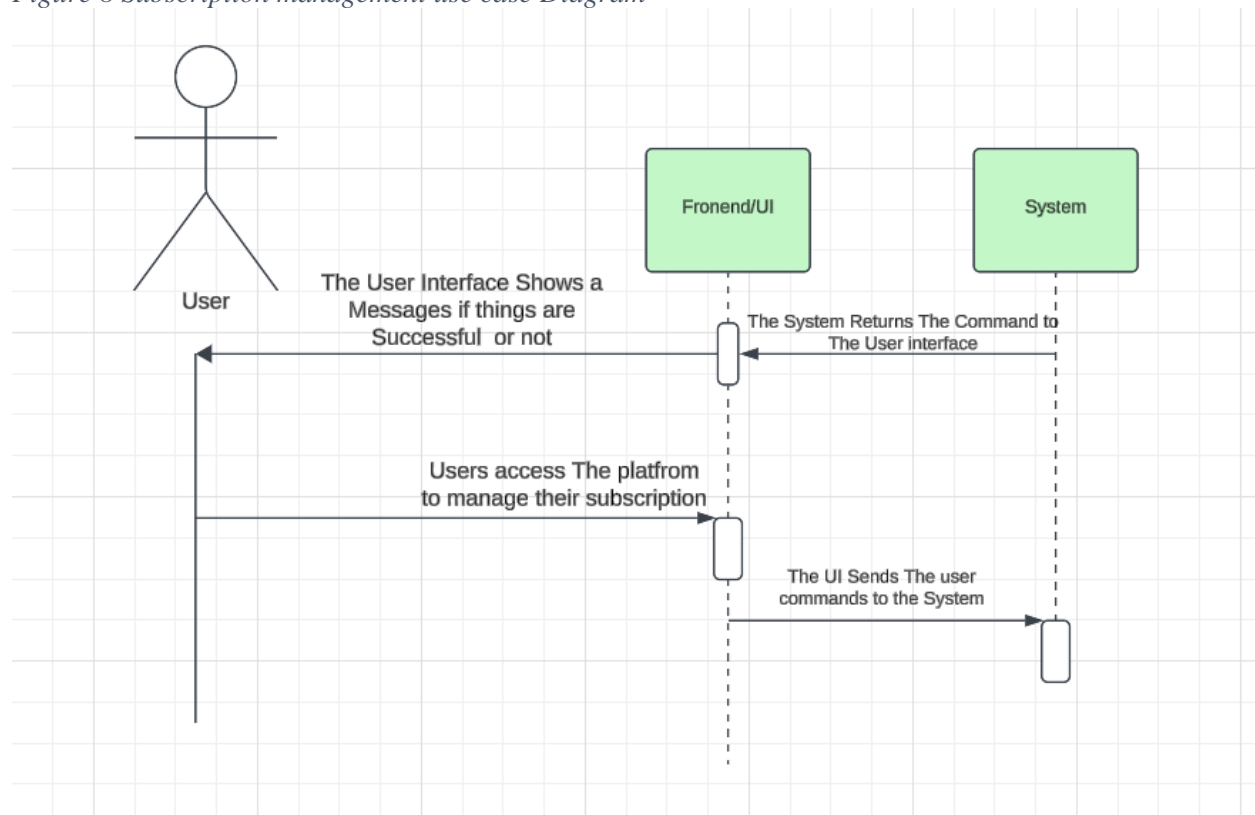 Figure 8 Subscription management use case Diagram
Fronend/UI
System
User
The User Interface Shows a
Messages if things are
Successful or not
The System Returns The Command to
The User interface
Users access The platfrom
to manage their subscription
The UI Sends The user
commands to the System